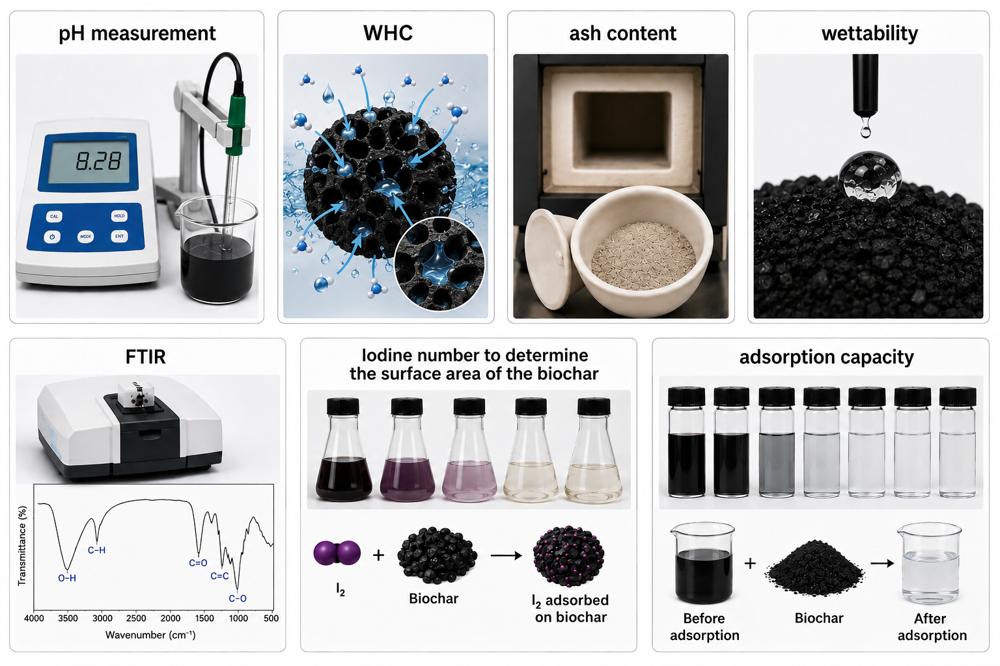 pH measurement
8.28
CAL
HOLD
MODE
ENT
WHC
ash content
wettability
FTIR
Transmittance (%)
O–H
C–H
C=O
C=C
C–O
4000 3500 3000 2500 2000 1500 1000 500
Wavenumber (cm⁻¹)
Iodine number to determine
the surface area of the biochar
+
I₂
Biochar
I₂ adsorbed
on biochar
adsorption capacity
+
Before
adsorption
Biochar
After
adsorption